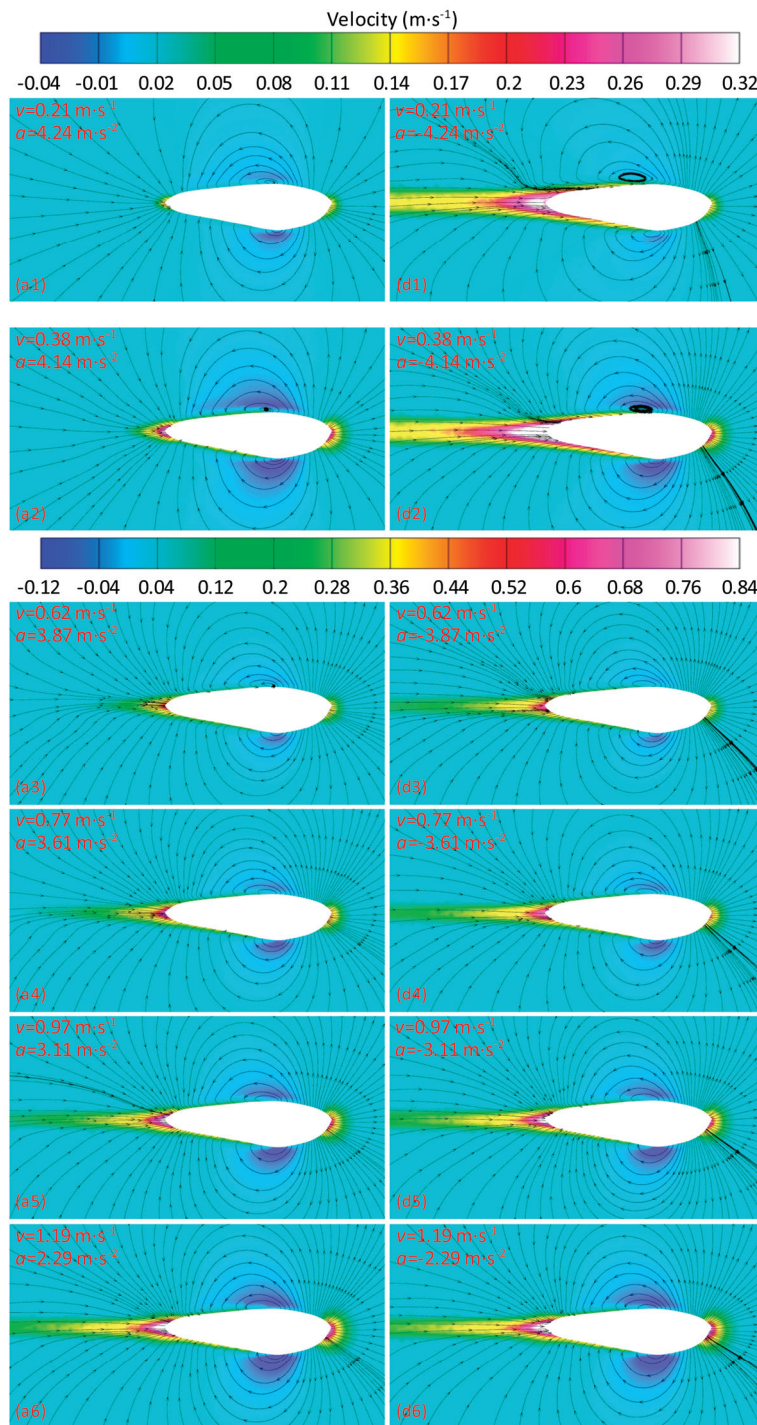 Velocity (m·s⁻¹)
-0.04 -0.01 0.02 0.05 0.08 0.11 0.14 0.17 0.2 0.23 0.26 0.29 0.32
v=0.21 m·s⁻¹
a=4.24 m·s⁻²
(a1)
v=0.21 m·s⁻¹
a=-4.24 m·s⁻²
(d1)
v=0.38 m·s⁻¹
a=4.14 m·s⁻²
(a2)
v=0.38 m·s⁻¹
a=-4.14 m·s⁻²
(d2)
-0.12 -0.04 0.04 0.12 0.2 0.28 0.36 0.44 0.52 0.6 0.68 0.76 0.84
v=0.62 m·s⁻¹
a=3.87 m·s⁻²
(a3)
v=0.62 m·s⁻¹
a=-3.87 m·s⁻²
(d3)
v=0.77 m·s⁻¹
a=3.61 m·s⁻²
(a4)
v=0.77 m·s⁻¹
a=-3.61 m·s⁻²
(d4)
v=0.97 m·s⁻¹
a=3.11 m·s⁻²
(a5)
v=0.97 m·s⁻¹
a=-3.11 m·s⁻²
(d5)
v=1.19 m·s⁻¹
a=2.29 m·s⁻²
(a6)
v=1.19 m·s⁻¹
a=-2.29 m·s⁻²
(d6)